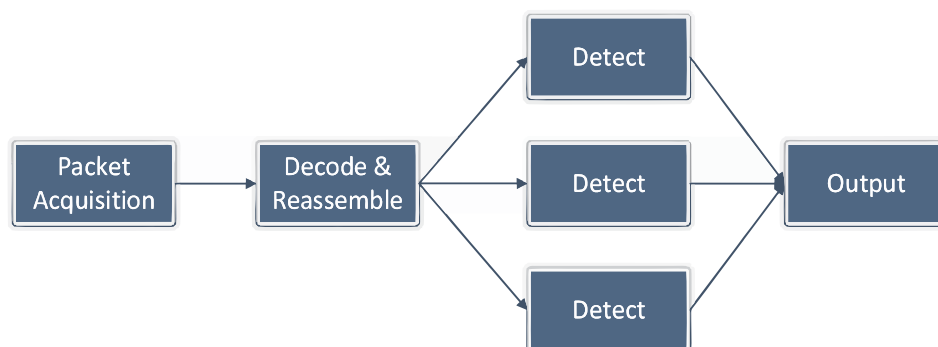 Packet
Acquisition
Decode &
Reassemble
Detect
Detect
Detect
Output